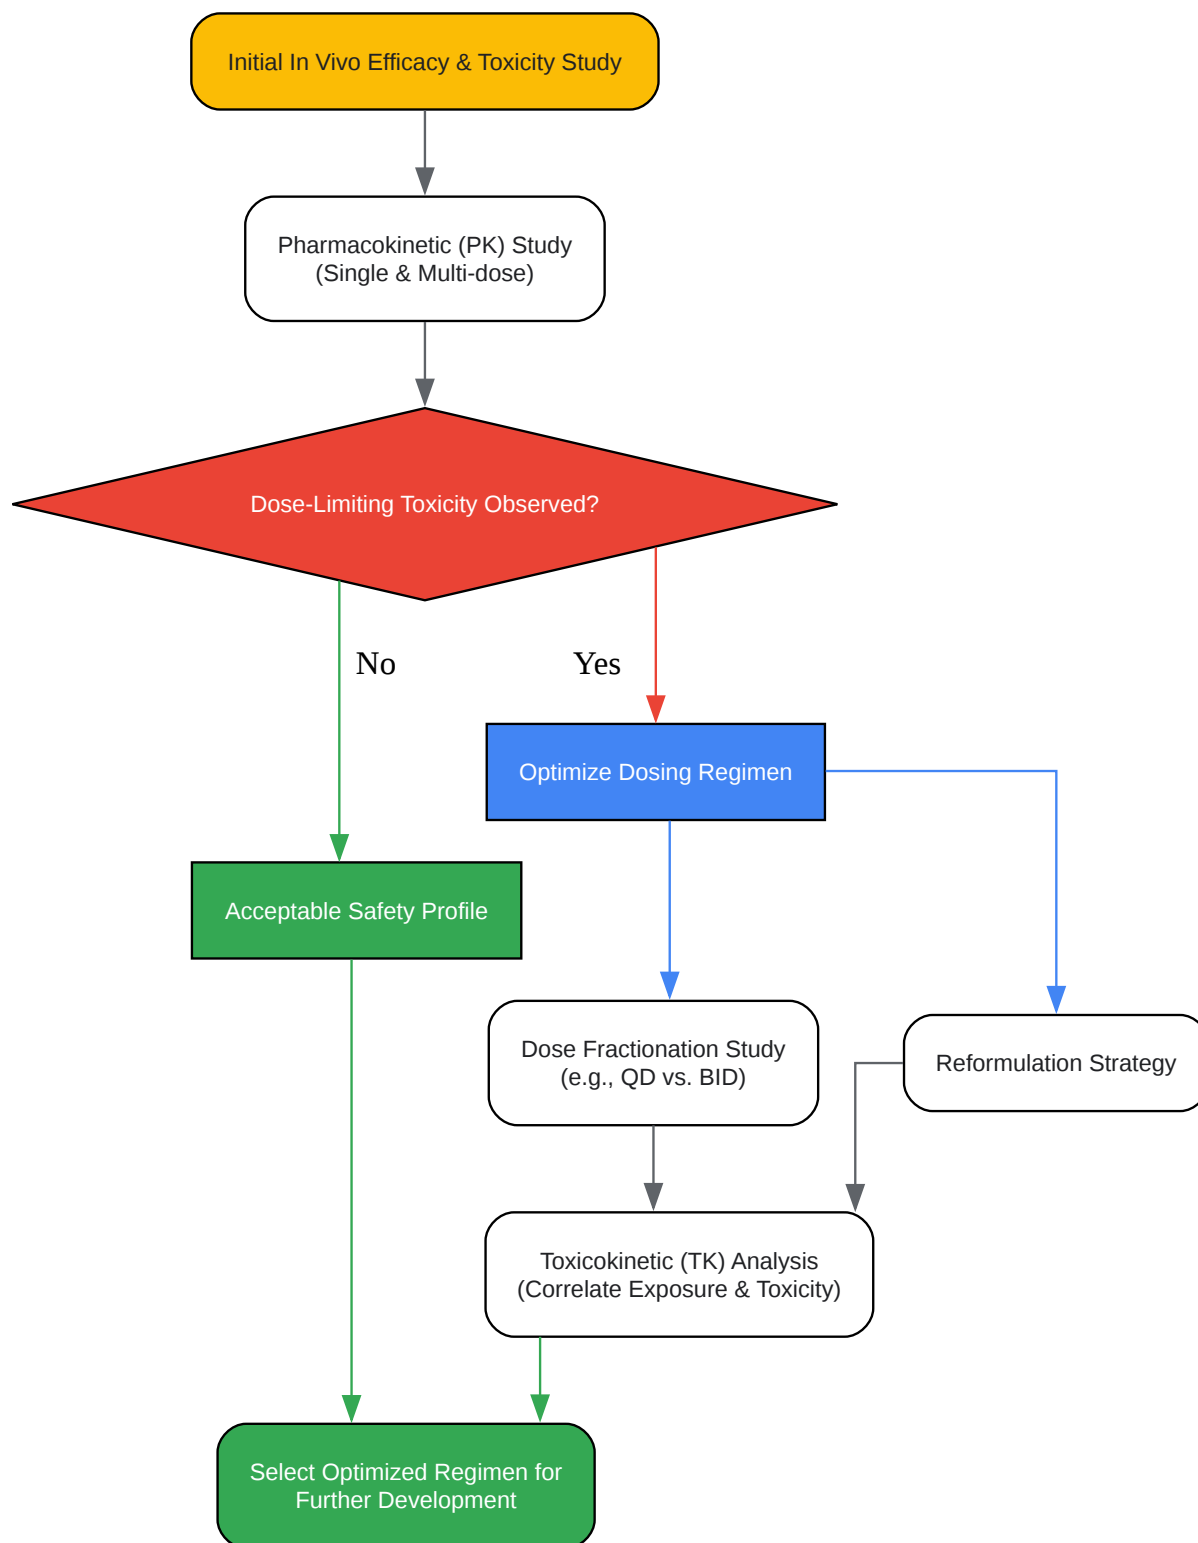 Initial In Vivo Efficacy & Toxicity Study
Pharmacokinetic (PK) Study
(Single & Multi-dose)
Dose-Limiting Toxicity Observed?
No
Yes
Optimize Dosing Regimen
Acceptable Safety Profile
Dose Fractionation Study
(e.g., QD vs. BID)
Reformulation Strategy
Toxicokinetic (TK) Analysis
(Correlate Exposure & Toxicity)
Select Optimized Regimen for
Further Development